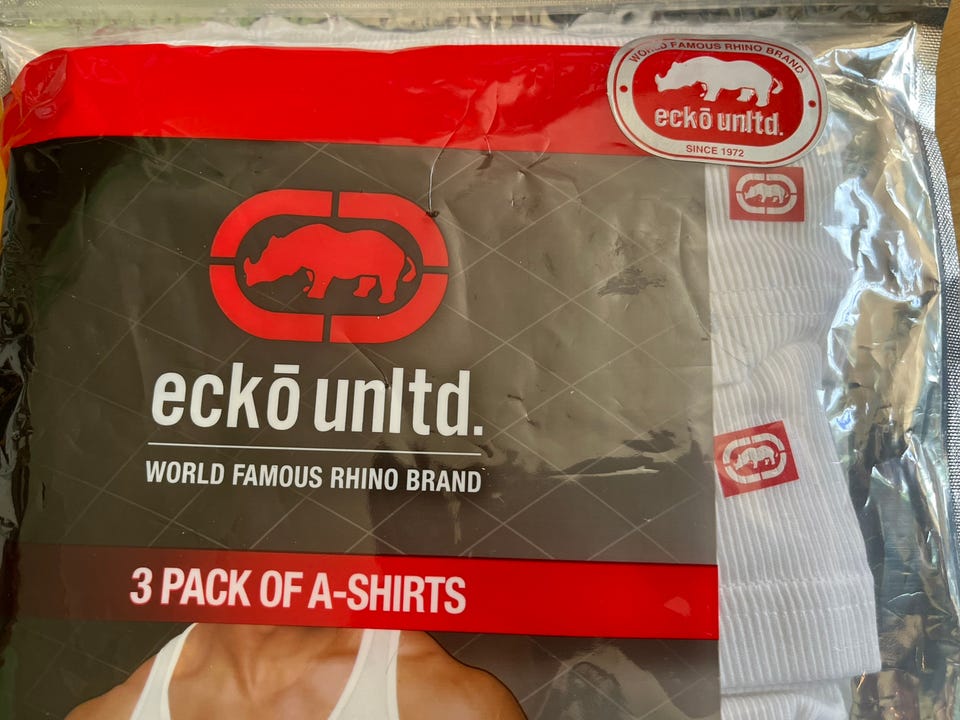 WORLD FAMOUS RHINO BRAND
eckō unltd.
SINCE 1972
eckō unltd.
WORLD FAMOUS RHINO BRAND
3 PACK OF A-SHIRTS